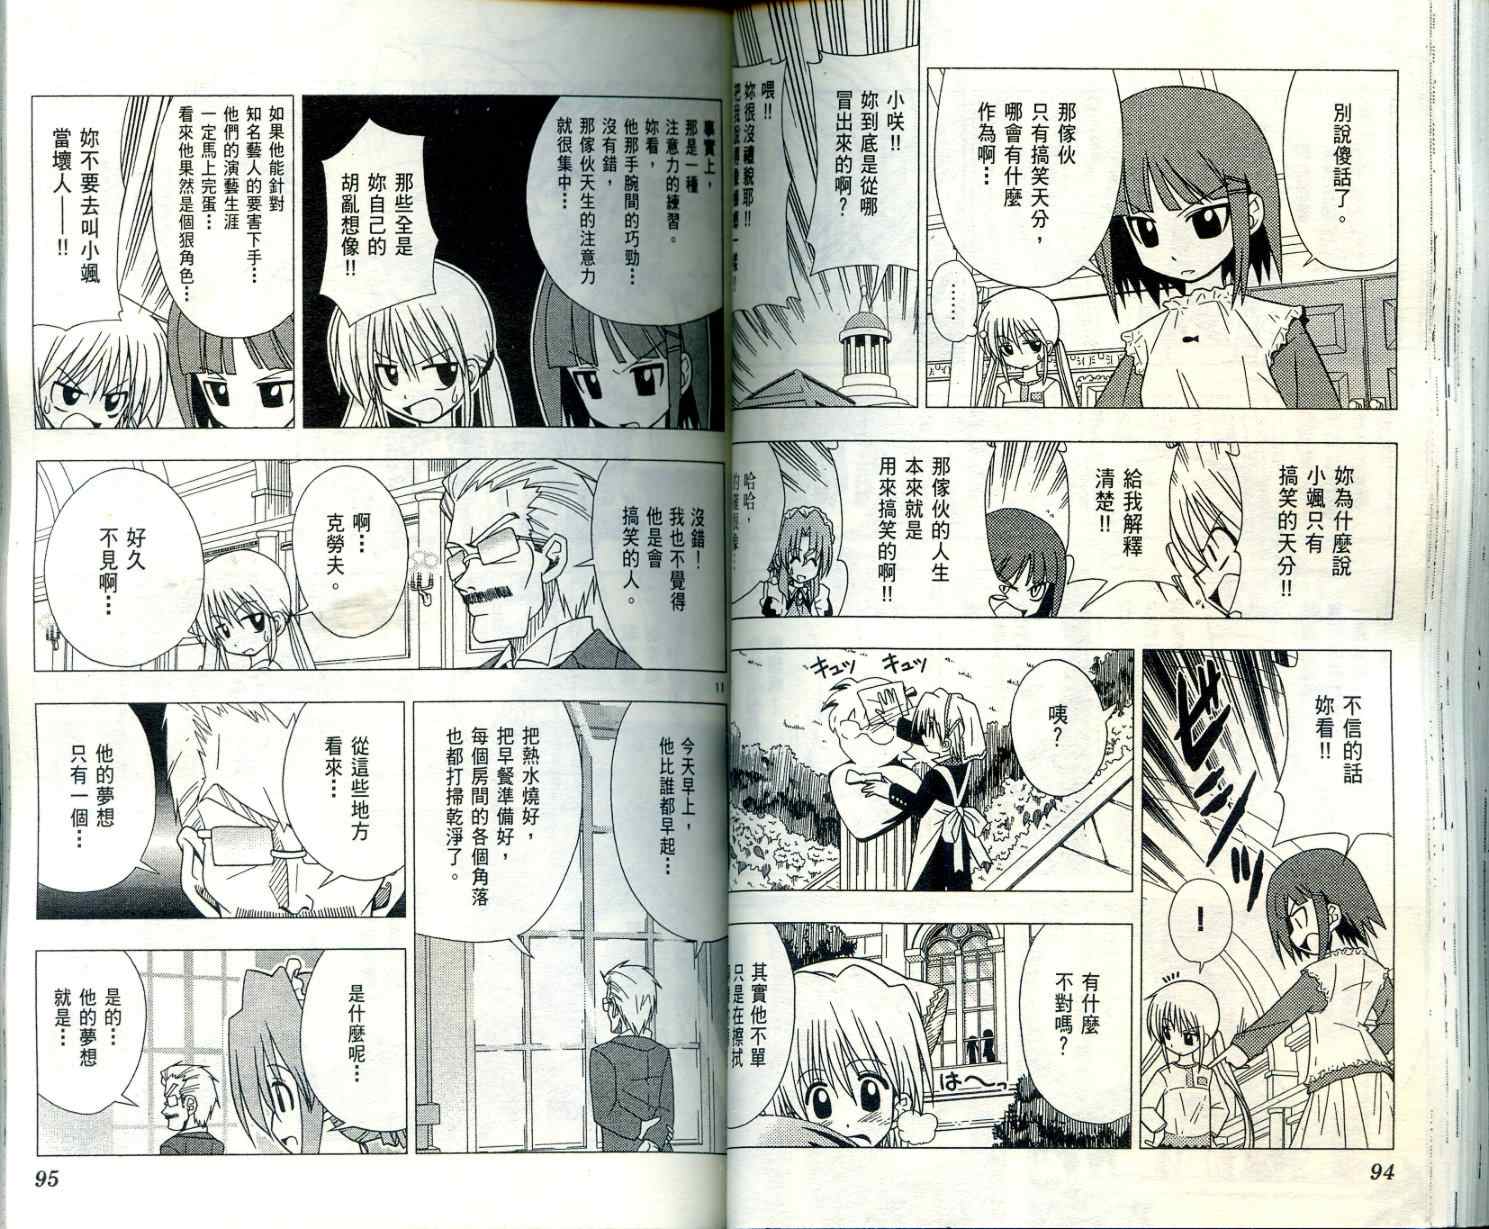 別說傻話了。
那傢伙
只有搞笑天分，
哪會有什麼
作為啊…
……
小咲!!
妳到底是從哪
冒出來的啊?
喂!!
妳很沒禮貌耶!!
妳為什麼說
小颯只有
搞笑的天分!!
給我解釋
清楚!!
那傢伙的人生
本來就是
用來搞笑的啊!!
哈哈，
不信的話
妳看!!
ビシッ
!
咦?
キュッ
キュッ
有什麼
不對嗎?
は〜っ
其實他不單
只是在擦拭
94
事實上，
那是一種
注意力的練習。
妳看，
他那手腕間的巧勁…
沒有錯，
那傢伙天生的注意力
就很集中…
那些全是
妳自己的
胡亂想像!!
如果他能針對
知名藝人的要害下手…
他們的演藝生涯
一定馬上完蛋…
看來他果然是個狠角色…
妳不要去叫小颯
當壞人——!!
沒錯!
我也不覺得
他是會
搞笑的人。
啊…
克勞夫。
好久
不見啊…
11
今天早上，
他比誰都早起…
把熱水燒好，
把早餐準備好，
每個房間的各個角落
也都打掃乾淨了。
從這些地方
看來…
他的夢想
只有一個…
是什麼呢…
是的…
他的夢想
就是…
95